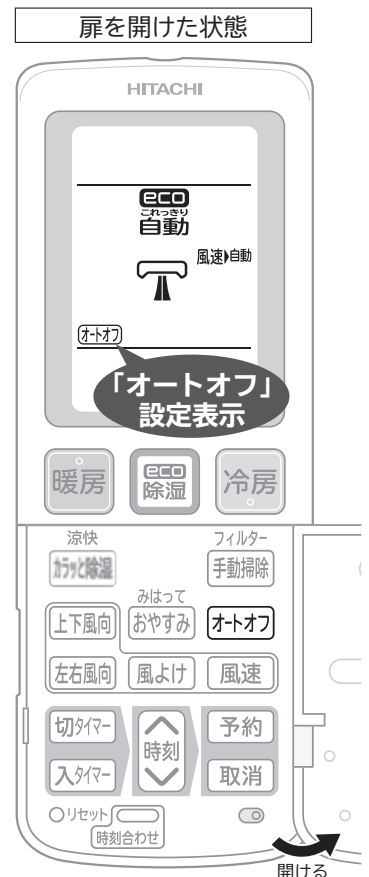 扉を開けた状態
HITACHI
eco
これっきり
自動
風速 自動
オートオフ
「オートオフ」
設定表示
暖房
eco
除湿
冷房
涼快
カラッと除湿
フィルター
手動掃除
みはって
上下風向
おやすみ
オートオフ
左右風向
風よけ
風速
切タイマー
時刻
予約
入タイマー
取消
リセット
時刻合わせ
開ける